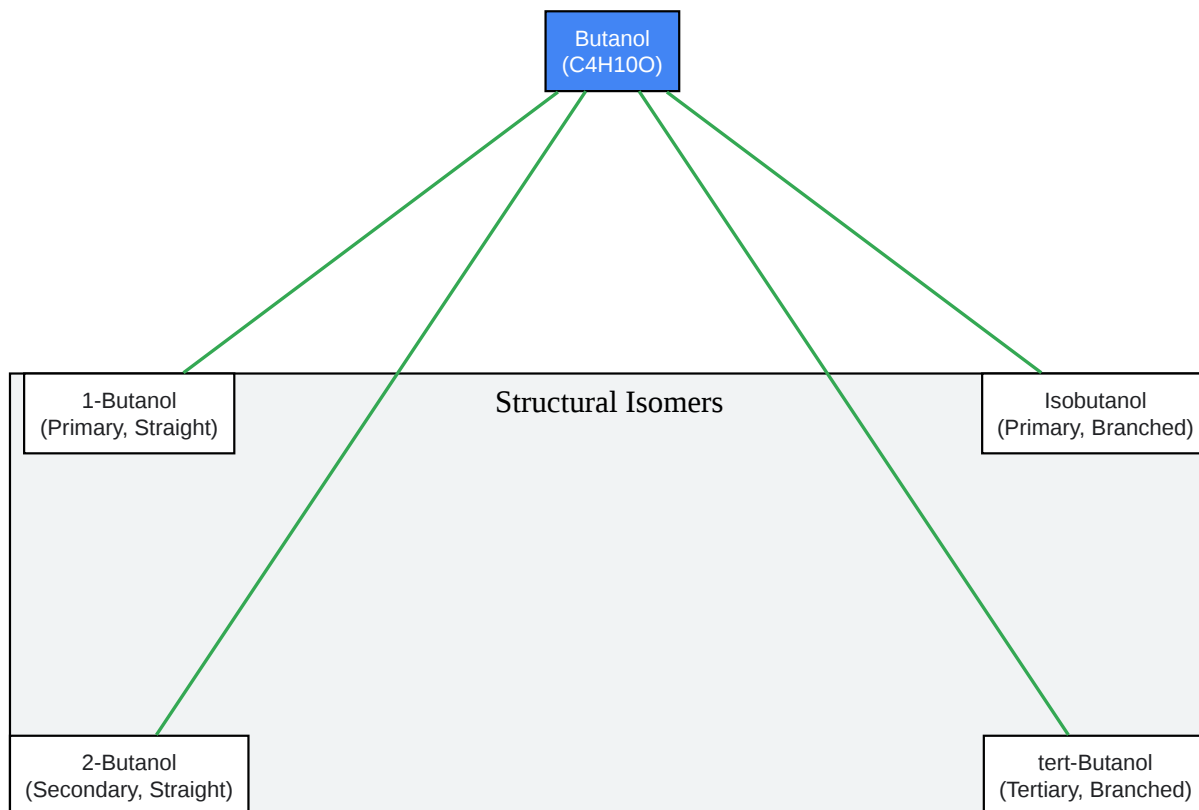 Butanol
(C4H10O)
1-Butanol
(Primary, Straight)
Structural Isomers
Isobutanol
(Primary, Branched)
2-Butanol
(Secondary, Straight)
tert-Butanol
(Tertiary, Branched)